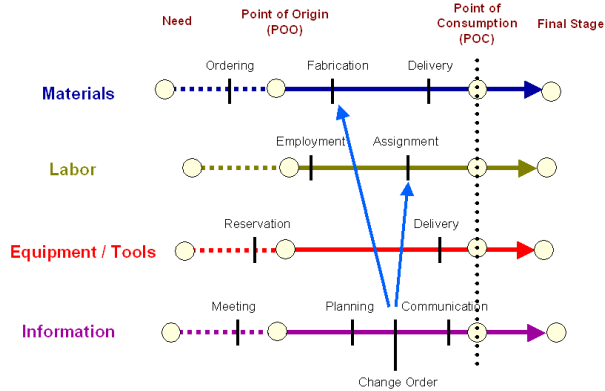 Need
Point of Origin
(POO)
Point of
Consumption
(POC)
Final Stage
Ordering
Fabrication
Delivery
Materials
Employment
Assignment
Labor
Reservation
Delivery
Equipment / Tools
Meeting
Planning
Communication
Information
Change Order